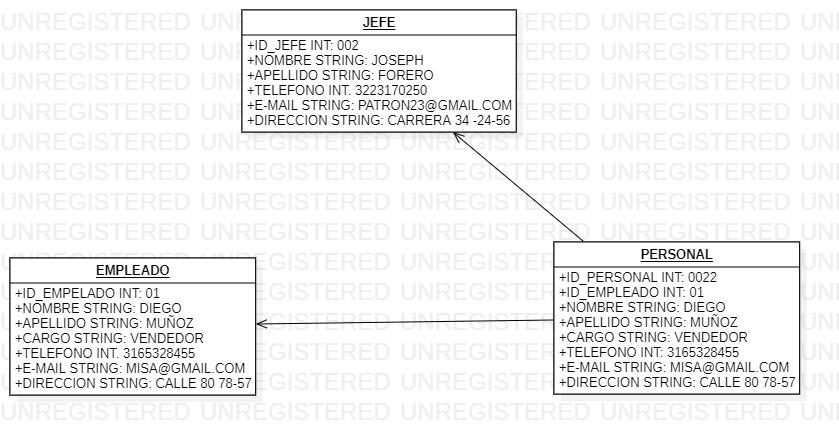 UNREGISTERED UNREGISTERED UNREGISTERED UNREGISTERED UN
JEFE
+ID_JEFE INT: 002
+NOMBRE STRING: JOSEPH
+APELLIDO STRING: FORERO
+TELEFONO INT. 3223170250
+E-MAIL STRING: PATRON23@GMAIL.COM
+DIRECCION STRING: CARRERA 34 -24-56
EMPLEADO
+ID_EMPELADO INT: 01
+NOMBRE STRING: DIEGO
+APELLIDO STRING: MUÑOZ
+CARGO STRING: VENDEDOR
+TELEFONO INT. 3165328455
+E-MAIL STRING: MISA@GMAIL.COM
+DIRECCION STRING: CALLE 80 78-57
PERSONAL
+ID_PERSONAL INT: 0022
+ID_EMPLEADO INT: 01
+NOMBRE STRING: DIEGO
+APELLIDO STRING: MUÑOZ
+CARGO STRING: VENDEDOR
+TELEFONO INT: 3165328455
+E-MAIL STRING: MISA@GMAIL.COM
+DIRECCION STRING: CALLE 80 78-57